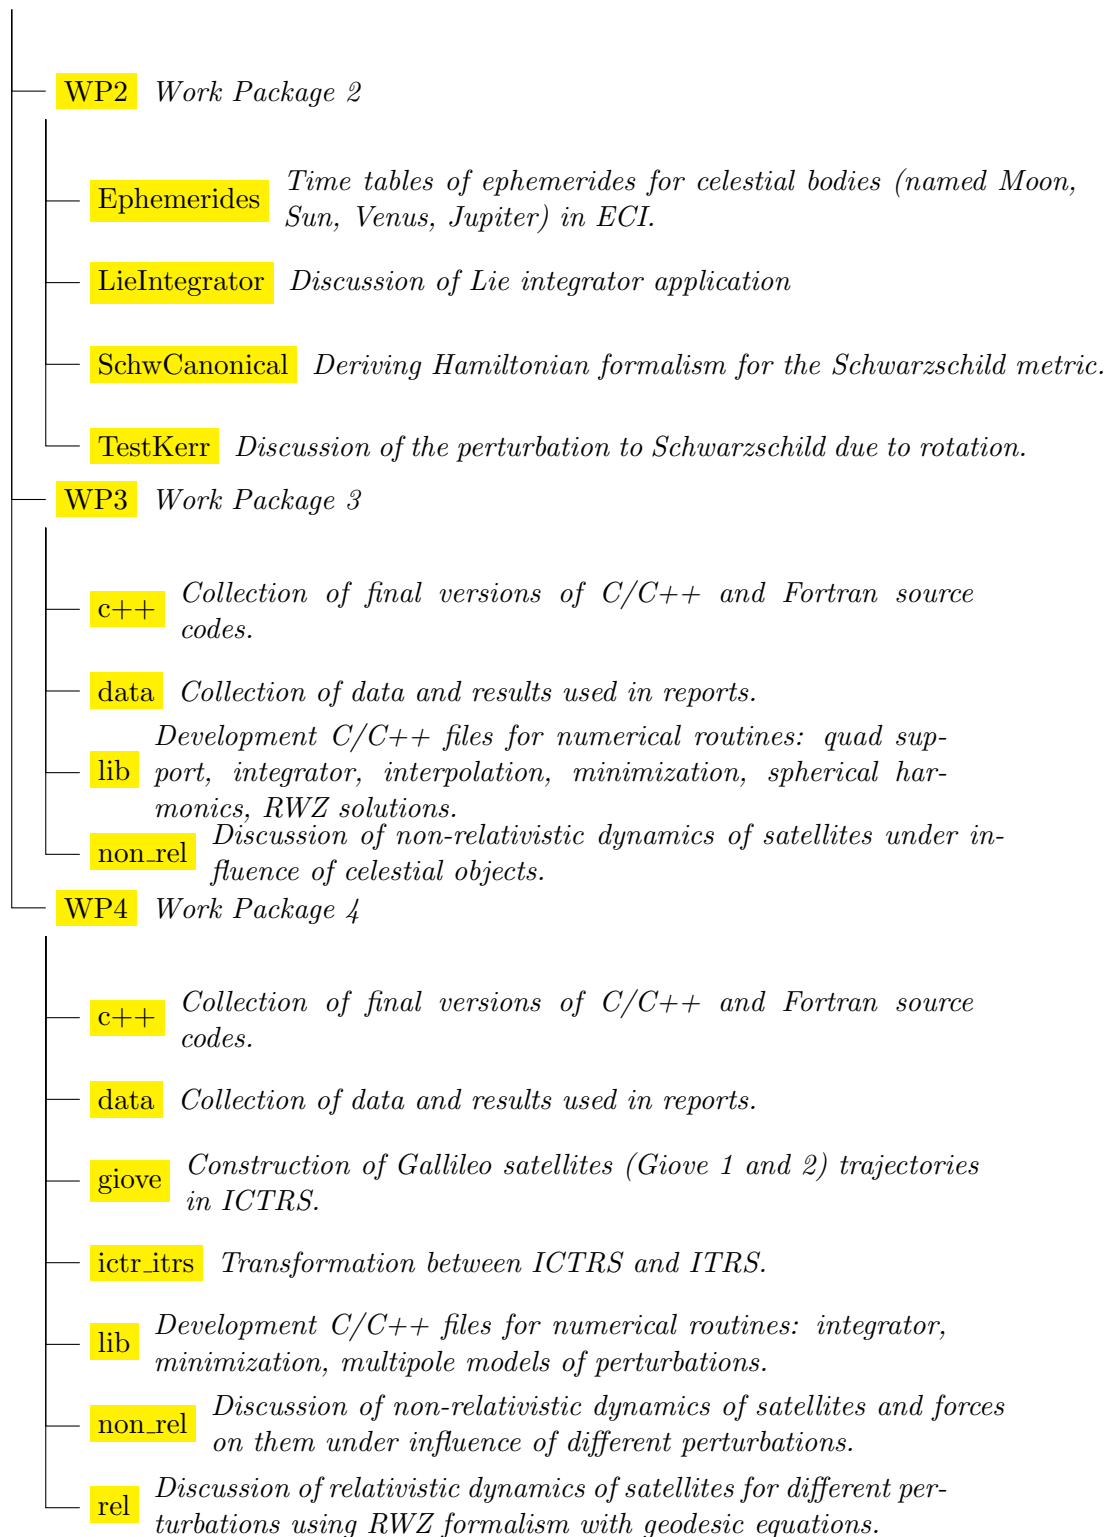 WP2 Work Package 2
Ephemerides Time tables of ephemerides for celestial bodies (named Moon,
Sun, Venus, Jupiter) in ECI.
LieIntegrator Discussion of Lie integrator application
SchwCanonical Deriving Hamiltonian formalism for the Schwarzschild metric.
TestKerr Discussion of the perturbation to Schwarzschild due to rotation.
WP3 Work Package 3
c++ Collection of final versions of C/C++ and Fortran source
codes.
data Collection of data and results used in reports.
Development C/C++ files for numerical routines: quad sup-
lib port, integrator, interpolation, minimization, spherical har-
monics, RWZ solutions.
non_rel Discussion of non-relativistic dynamics of satellites under in-
fluence of celestial objects.
WP4 Work Package 4
c++ Collection of final versions of C/C++ and Fortran source
codes.
data Collection of data and results used in reports.
giove Construction of Gallileo satellites (Giove 1 and 2) trajectories
in ICTRS.
ictr_itrs Transformation between ICTRS and ITRS.
lib Development C/C++ files for numerical routines: integrator,
minimization, multipole models of perturbations.
non_rel Discussion of non-relativistic dynamics of satellites and forces
on them under influence of different perturbations.
rel Discussion of relativistic dynamics of satellites for different per-
turbations using RWZ formalism with geodesic equations.